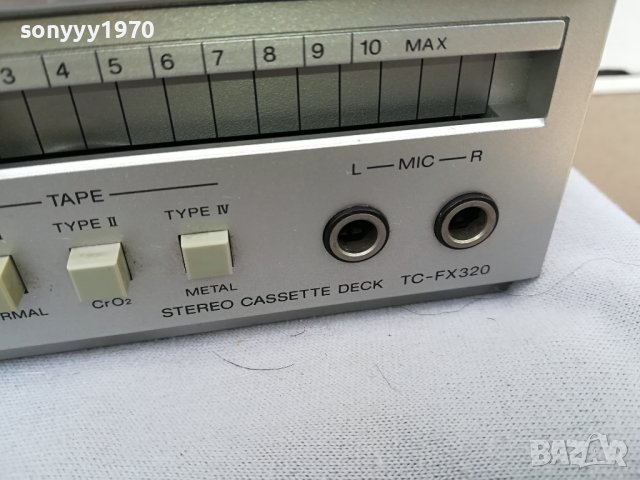 sonyyy1970
3 4 5 6 7 8 9 10 MAX
L MIC R
TAPE
TYPE II TYPE IV
RMAL CrO2 METAL
STEREO CASSETTE DECK TC-FX320
BAZAR